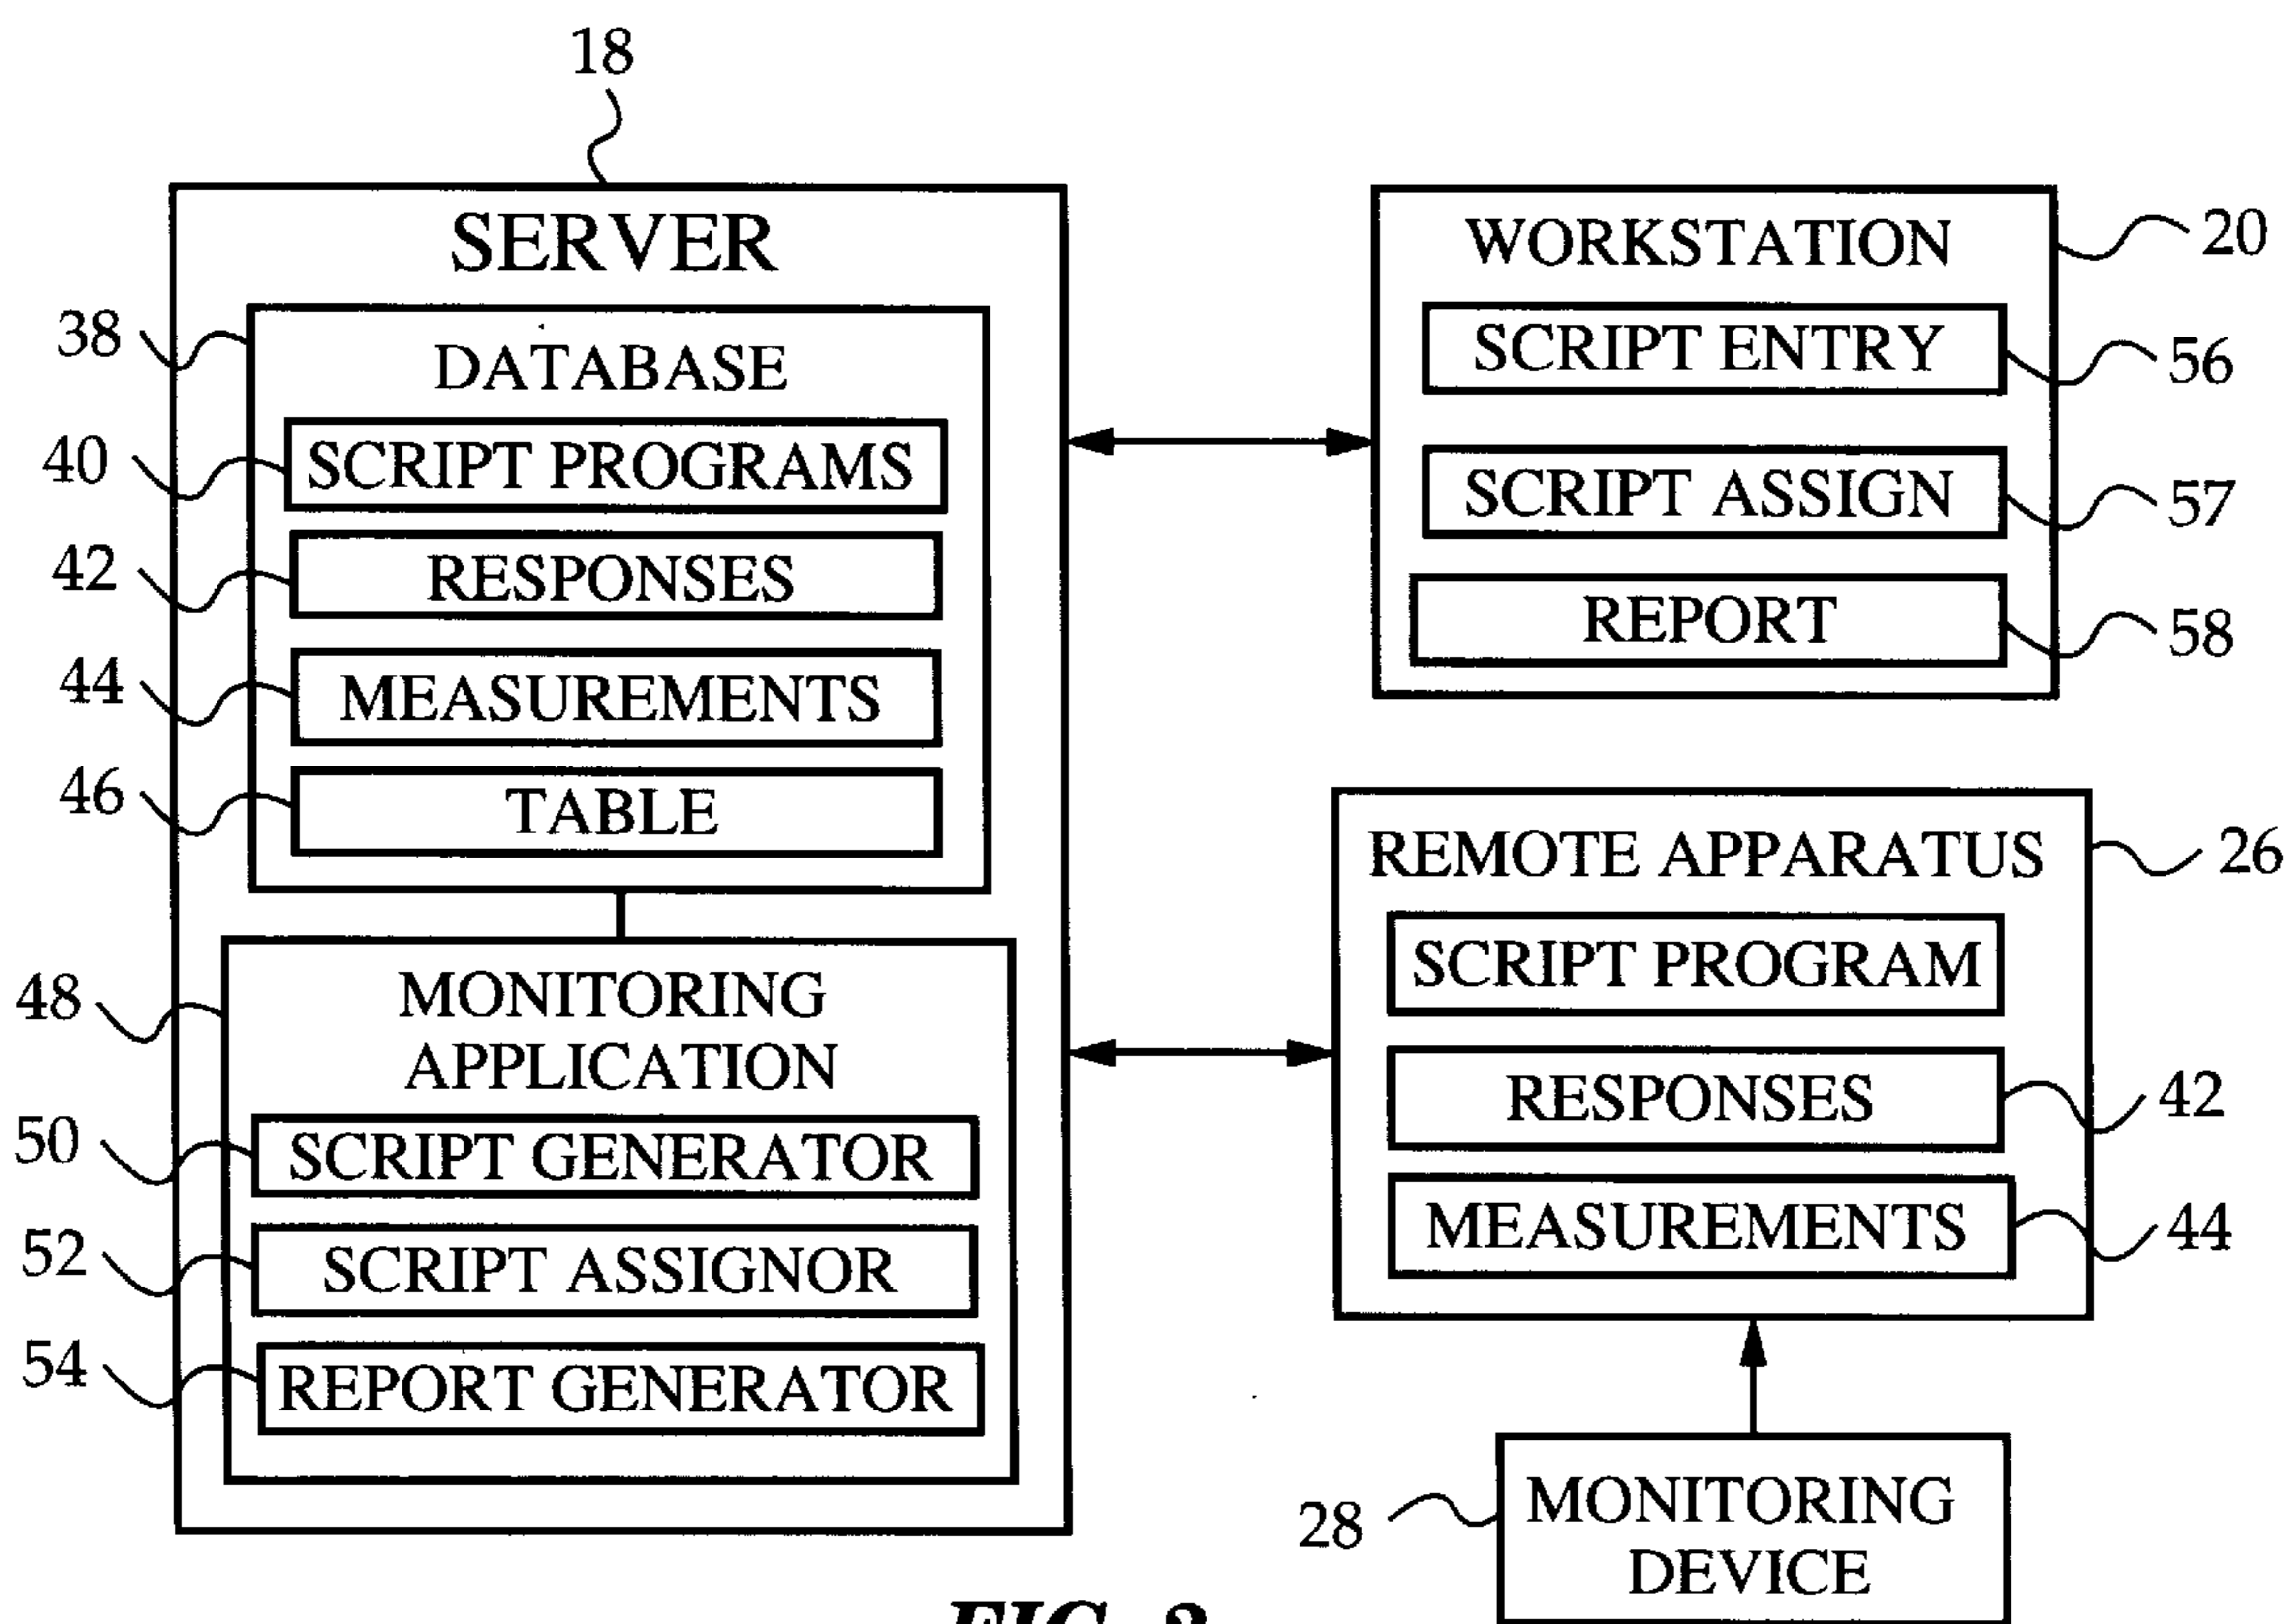 18
SERVER
38
DATABASE
40
SCRIPT PROGRAMS
42
RESPONSES
44
MEASUREMENTS
46
TABLE
48
MONITORING
APPLICATION
50
SCRIPT GENERATOR
52
SCRIPT ASSIGNOR
54
REPORT GENERATOR
WORKSTATION
20
SCRIPT ENTRY
56
SCRIPT ASSIGN
57
REPORT
58
REMOTE APPARATUS
26
SCRIPT PROGRAM
RESPONSES
42
MEASUREMENTS
44
28
MONITORING
DEVICE
FIG.